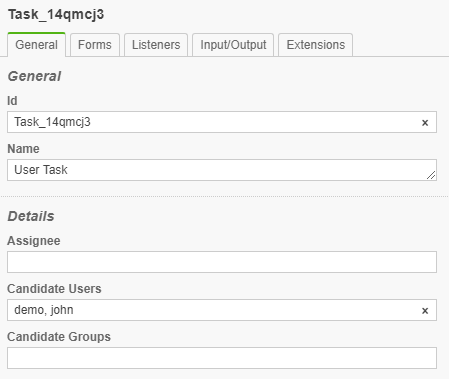 Task_14qmcj3
General Forms Listeners Input/Output Extensions
General
Id
Task_14qmcj3 ×
Name
User Task
Details
Assignee
Candidate Users
demo, john ×
Candidate Groups